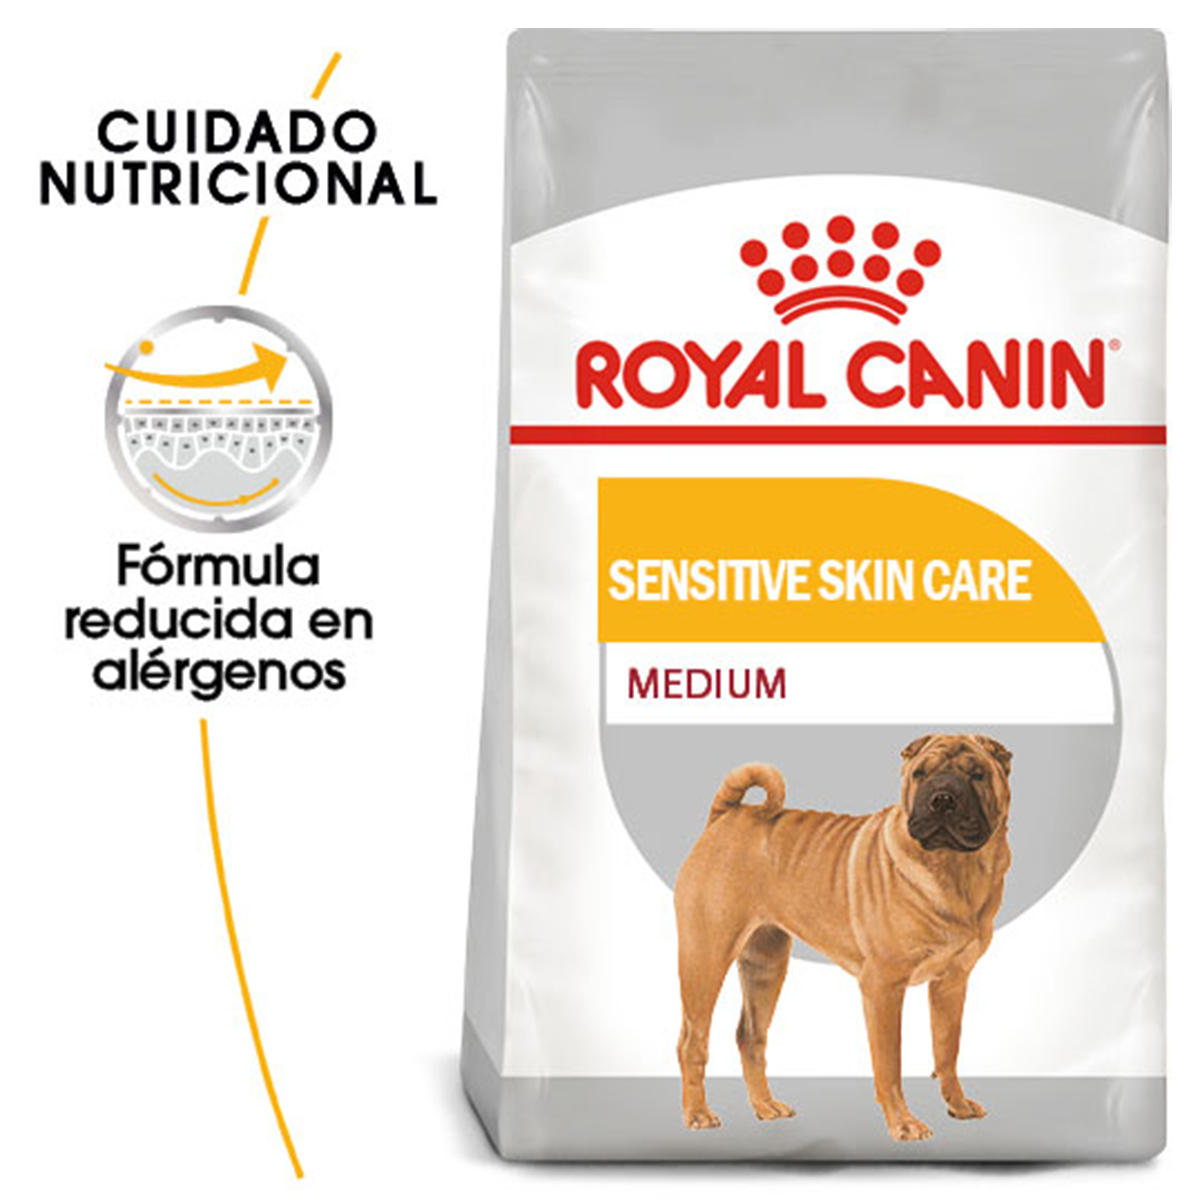 CUIDADO
NUTRICIONAL
Fórmula
reducida en
alérgenos
ROYAL CANIN®
SENSITIVE SKIN CARE
MEDIUM